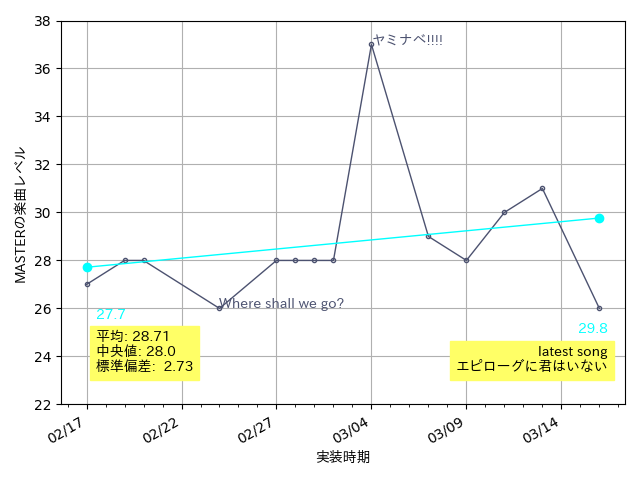 38
36
34
32
30
28
26
24
22
MASTERの楽曲レベル
ヤミナベ!!!!
Where shall we go?
27.7
平均: 28.71
中央値: 28.0
標準偏差: 2.73
29.8
latest song
エピローグに君はいない
02/17
02/22
02/27
03/04
03/09
03/14
実装時期